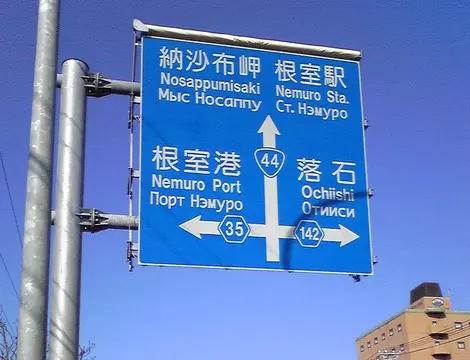 納沙布岬
Nosappumisaki
Мыс Носаппу
根室駅
Nemuro Sta.
Ст. Нэмуро
44
根室港
Nemuro Port
Порт Нэмуро
35
落石
Ochiishi
Отииси
142